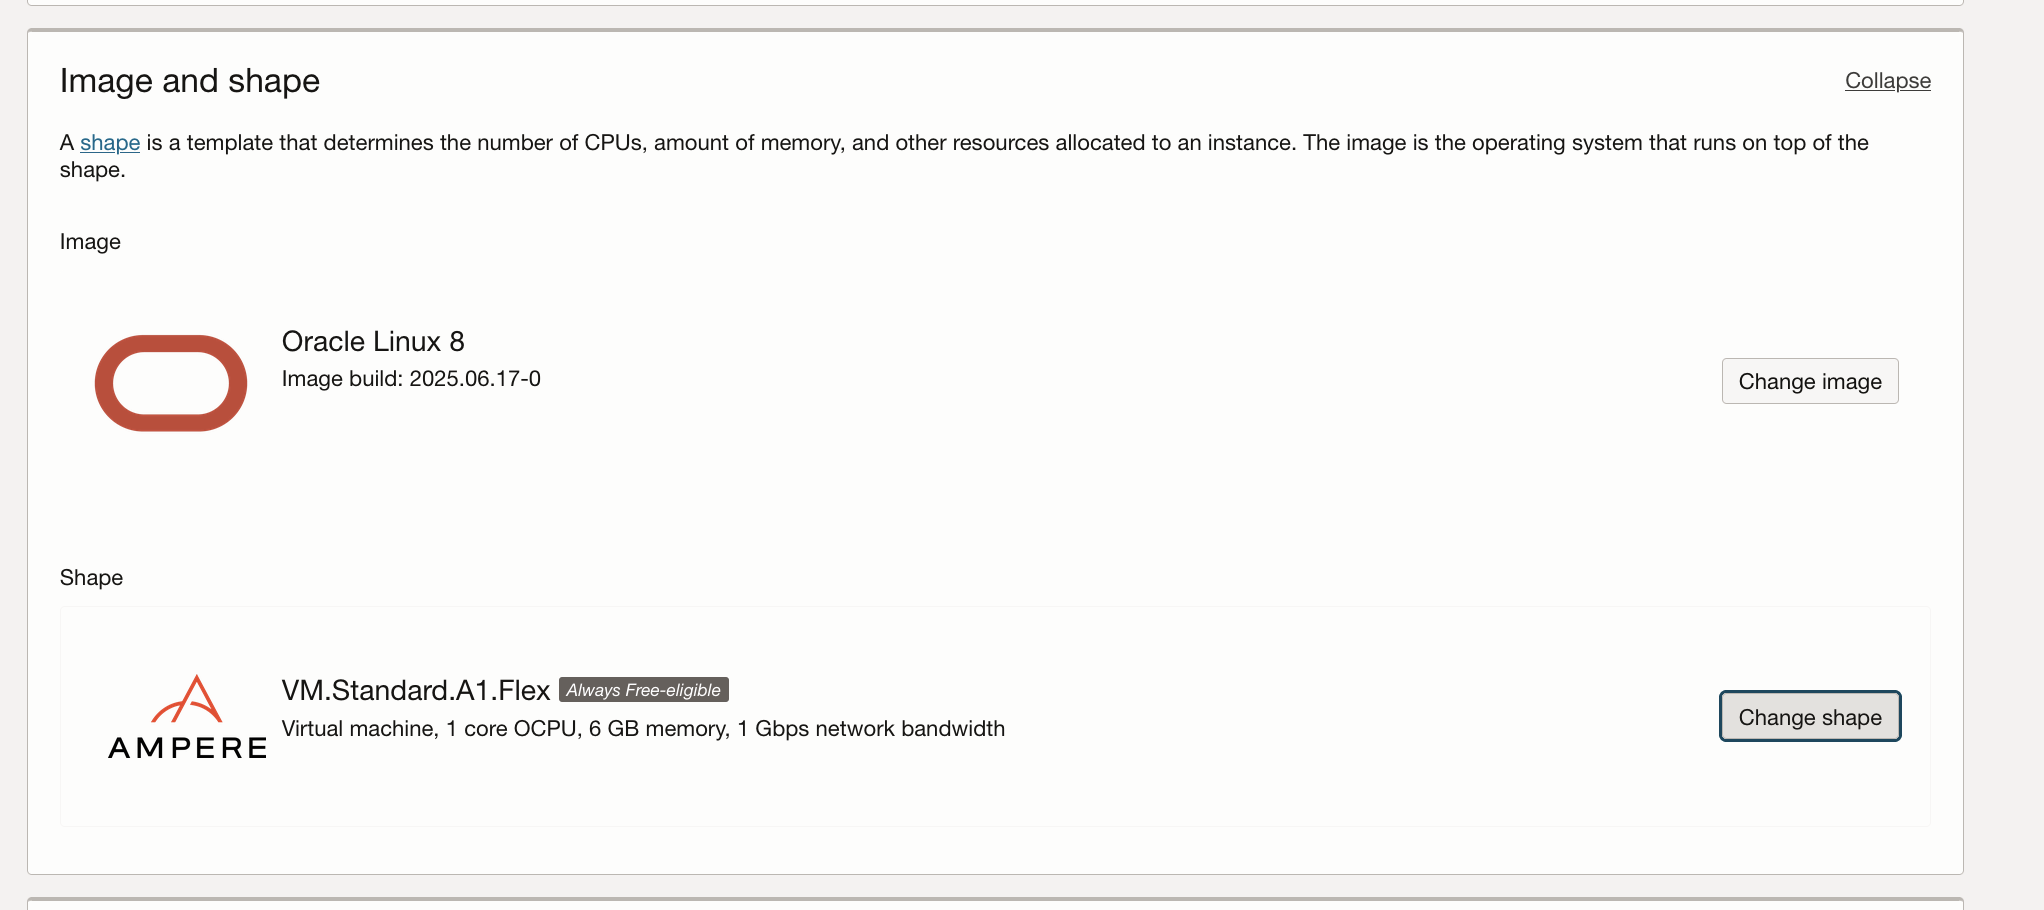 Image and shape
Collapse
A shape is a template that determines the number of CPUs, amount of memory, and other resources allocated to an instance. The image is the operating system that runs on top of the
shape.
Image
Oracle Linux 8
Image build: 2025.06.17-0
Change image
Shape
AMPERE
VM.Standard.A1.Flex Always Free-eligible
Virtual machine, 1 core OCPU, 6 GB memory, 1 Gbps network bandwidth
Change shape